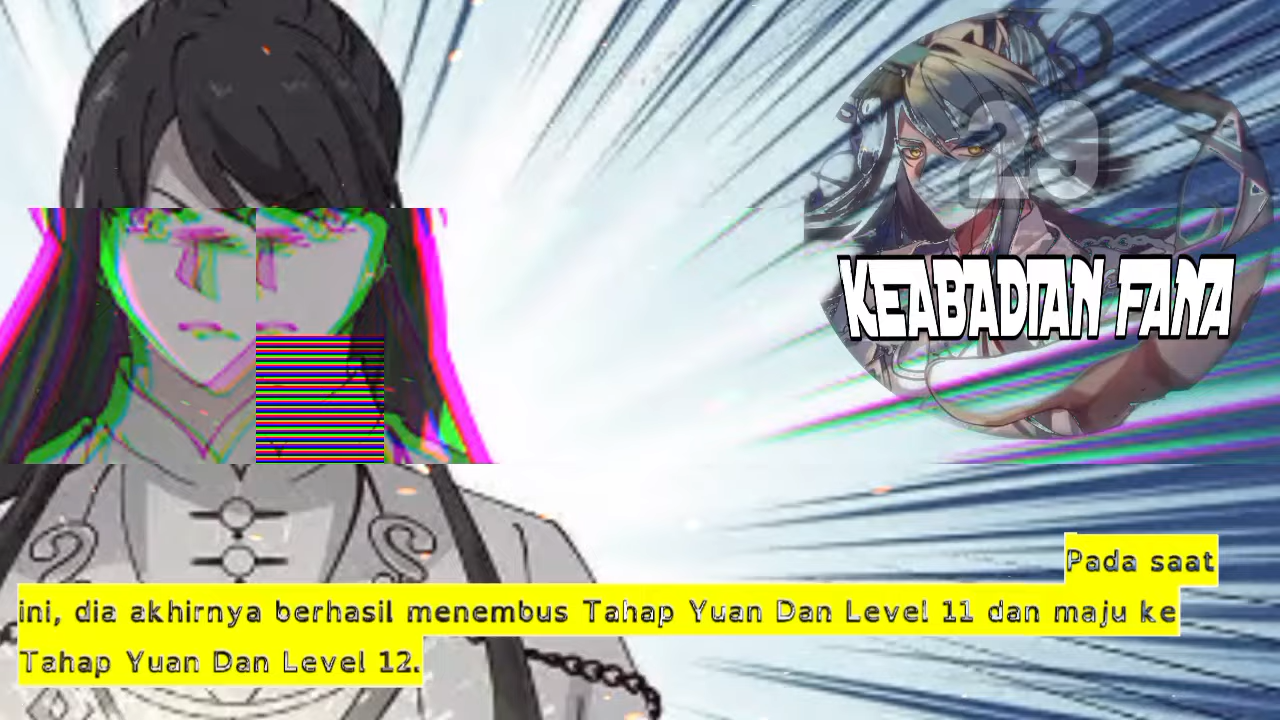 29
KEABADIAN FANA
Pada saat
ini, dia akhirnya berhasil menembus Tahap Yuan Dan Level 11 dan maju ke
Tahap Yuan Dan Level 12.